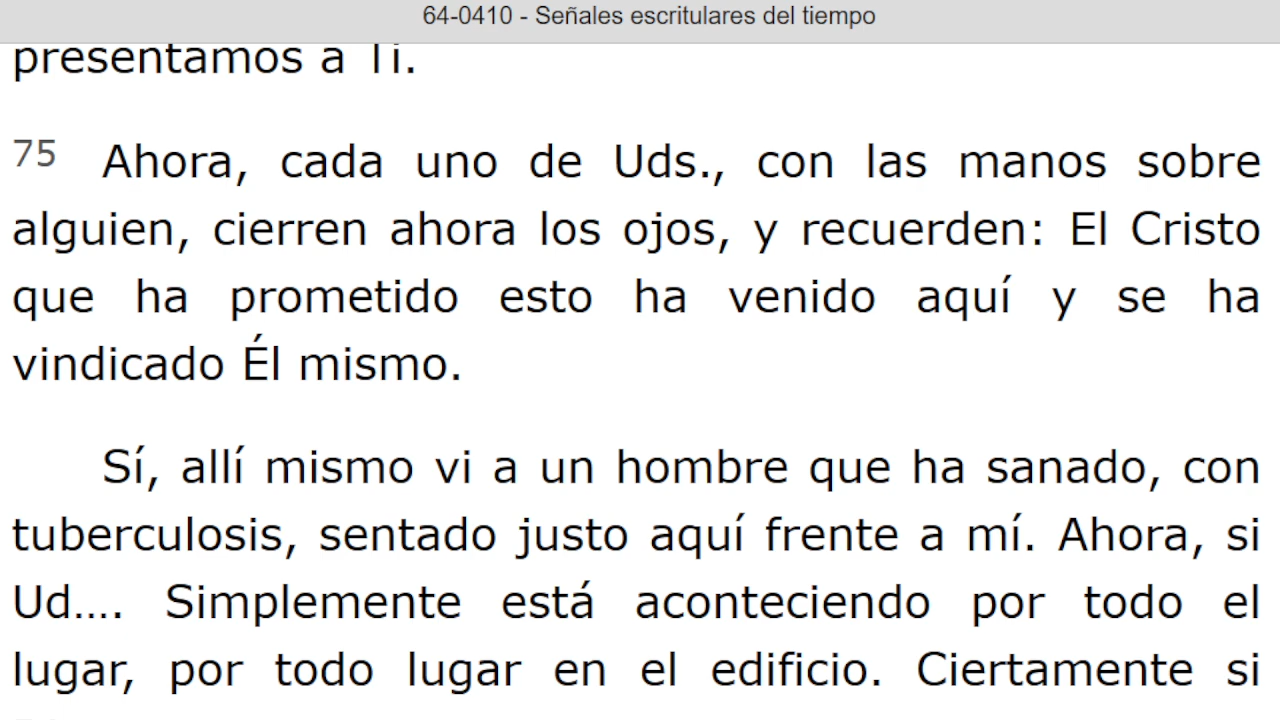 64-0410 - Señales escritulares del tiempo
presentamos a Ti.
75 Ahora, cada uno de Uds., con las manos sobre
alguien, cierren ahora los ojos, y recuerden: El Cristo
que ha prometido esto ha venido aquí y se ha
vindicado Él mismo.
Sí, allí mismo vi a un hombre que ha sanado, con
tuberculosis, sentado justo aquí frente a mí. Ahora, si
Ud.... Simplemente está aconteciendo por todo el
lugar, por todo lugar en el edificio. Ciertamente si